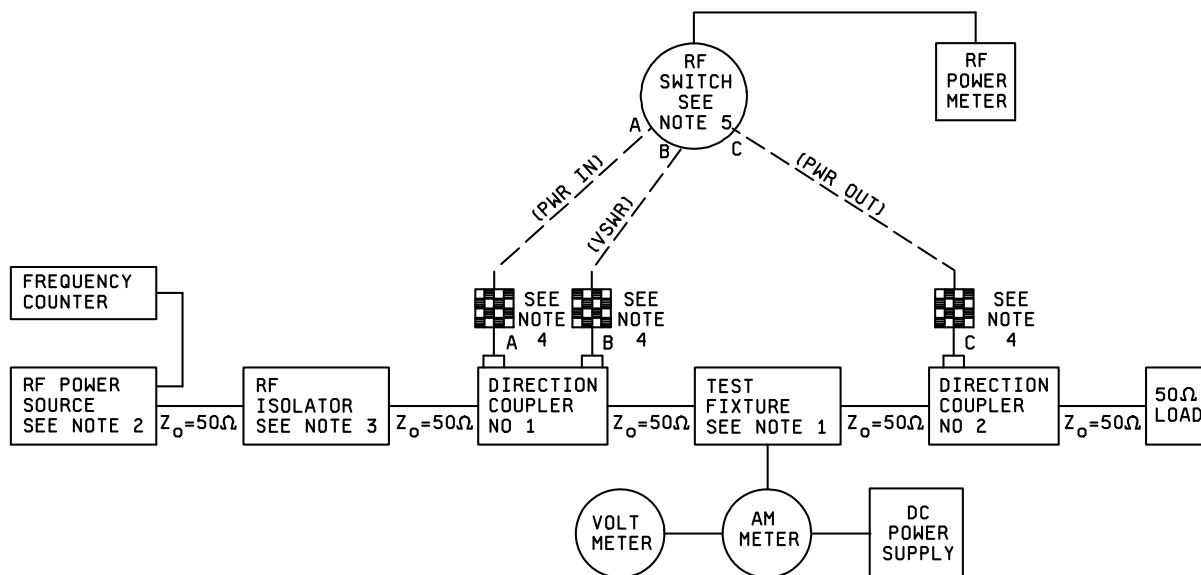 RF
SWITCH
SEE
NOTE 5
A
B
C
RF
POWER
METER
(PWR IN)
(VSWR)
(PWR OUT)
FREQUENCY
COUNTER
SEE
NOTE
4
A
SEE
NOTE
4
B
SEE
NOTE
4
C
RF POWER
SOURCE
SEE NOTE 2
Zo=50Ω
RF
ISOLATOR
SEE NOTE 3
Zo=50Ω
DIRECTION
COUPLER
NO 1
Zo=50Ω
TEST
FIXTURE
SEE NOTE 1
Zo=50Ω
DIRECTION
COUPLER
NO 2
Zo=50Ω
50Ω
LOAD
VOLT
METER
AM
METER
DC
POWER
SUPPLY